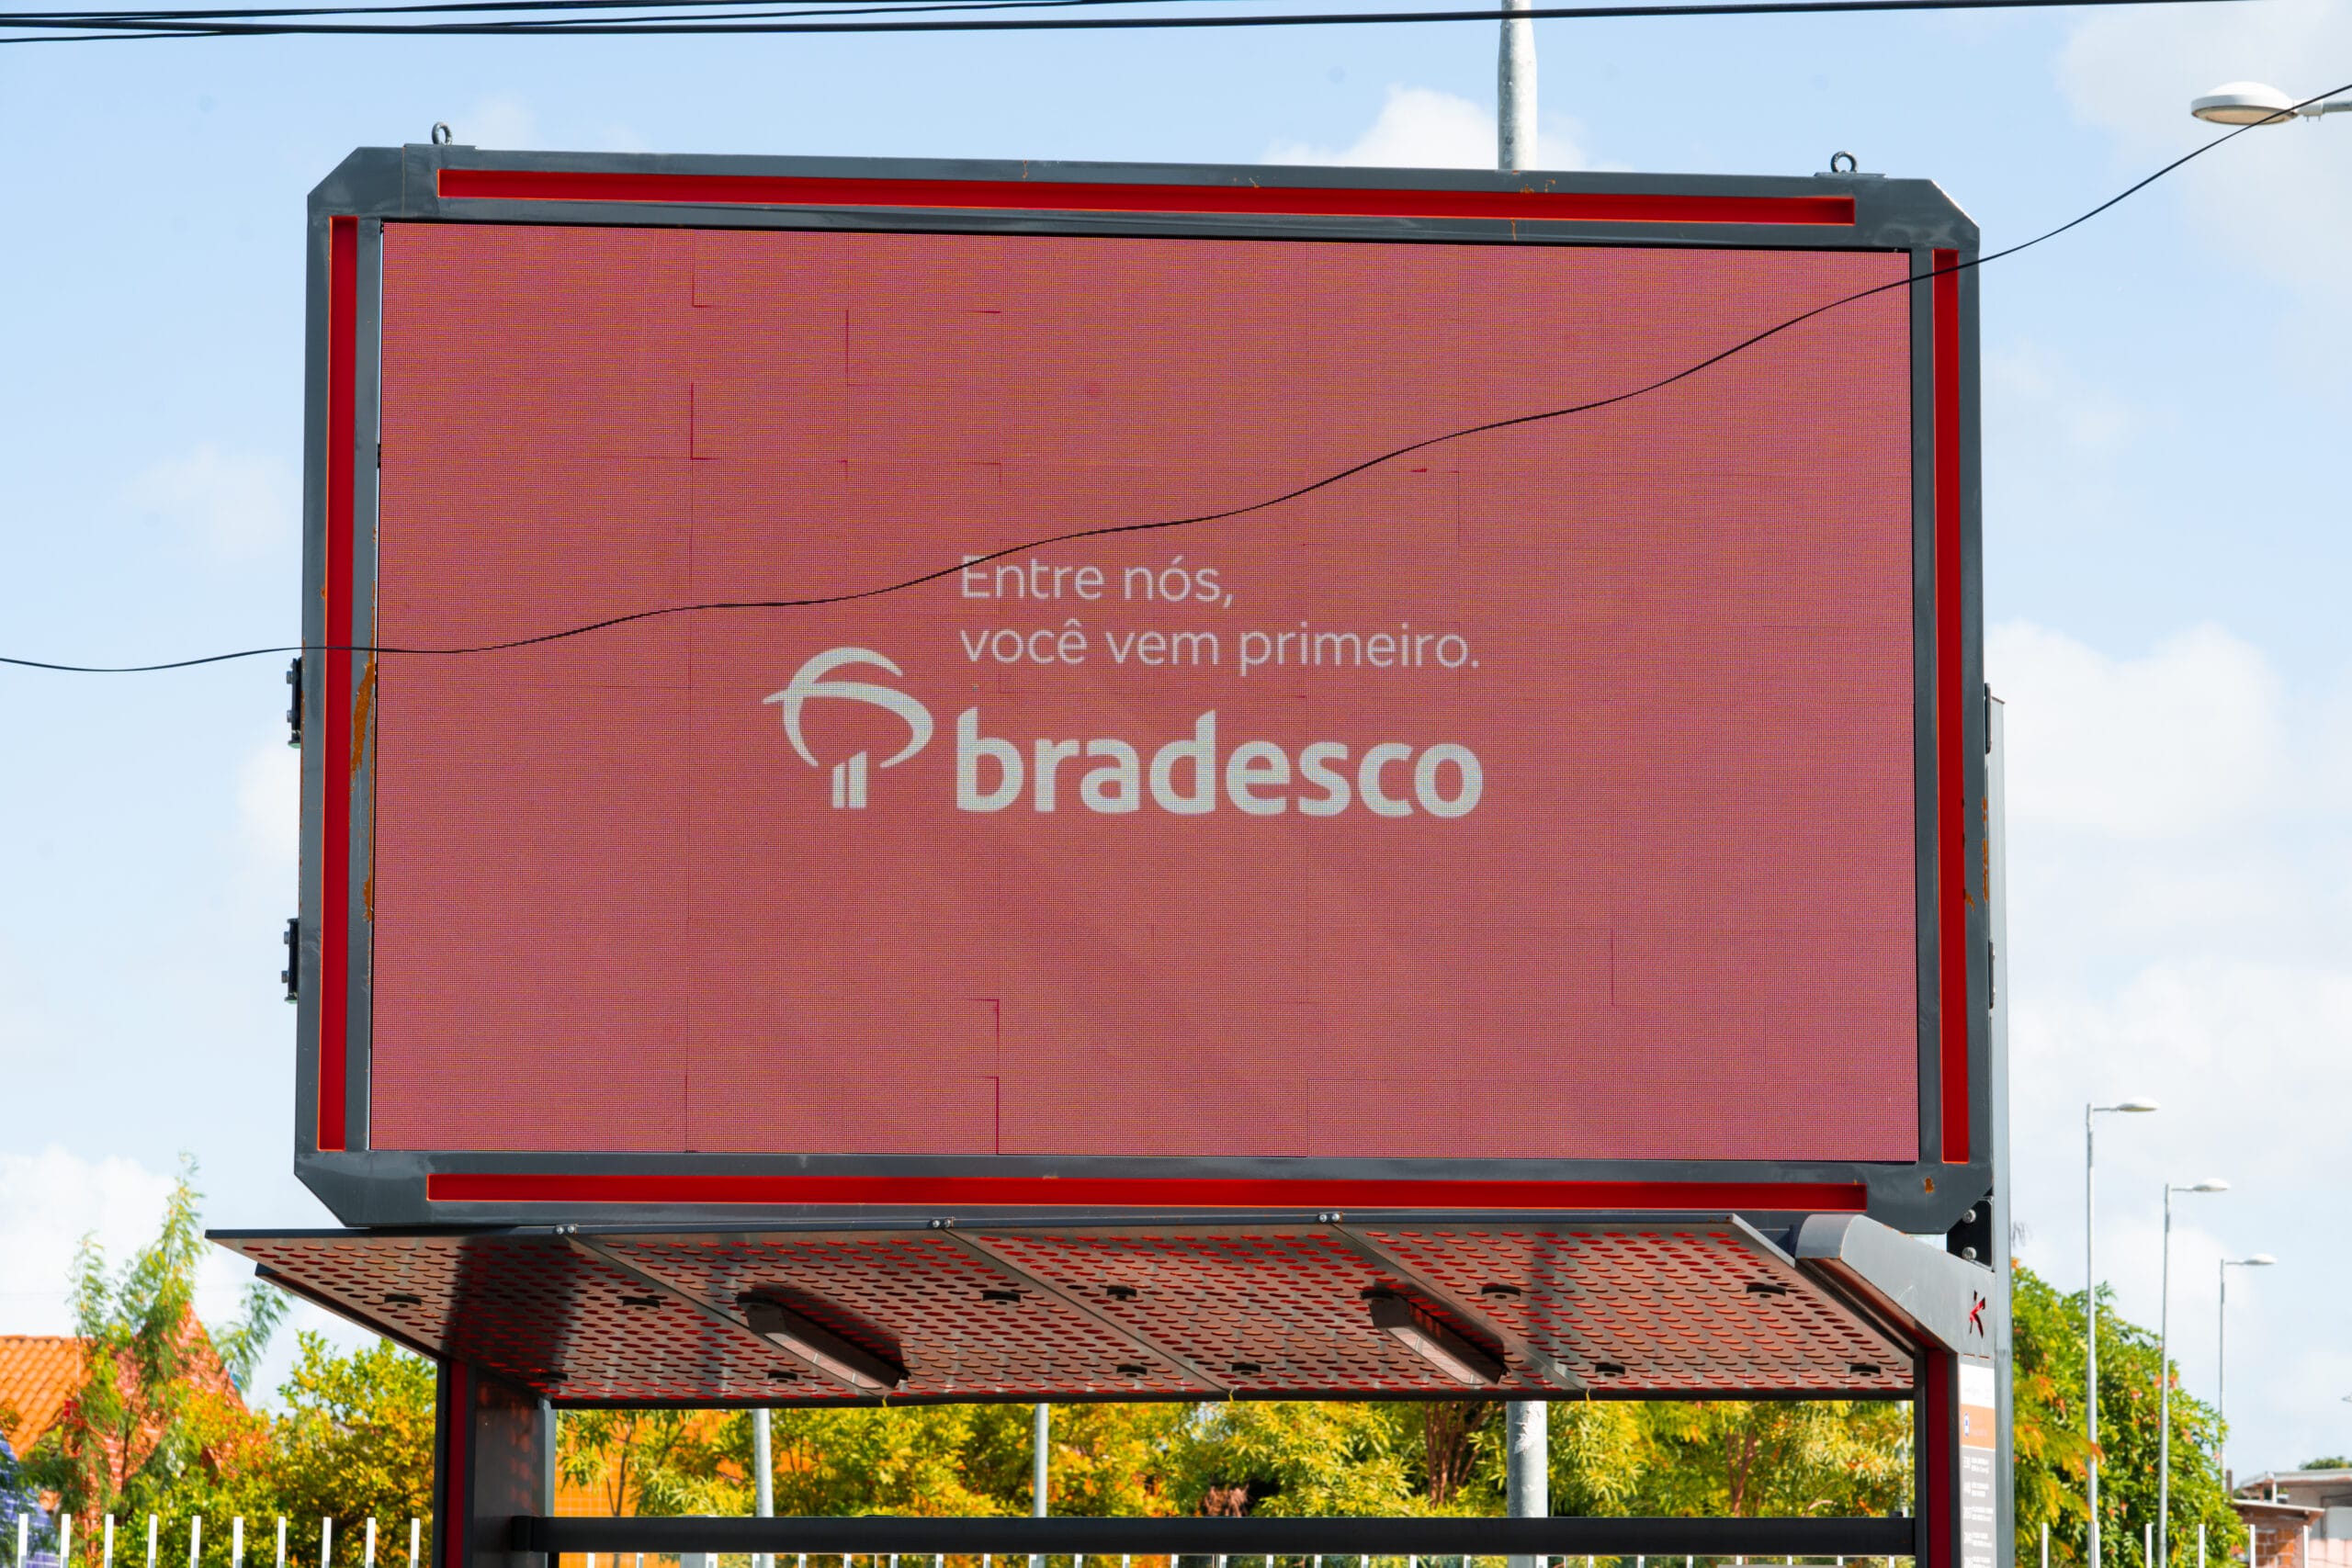 Entre nós,
você vem primeiro.
bradesco